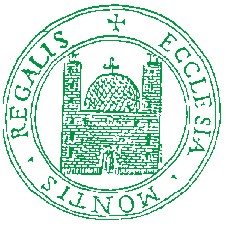 ✠ ECCLESIA · MONTIS · REGALIS